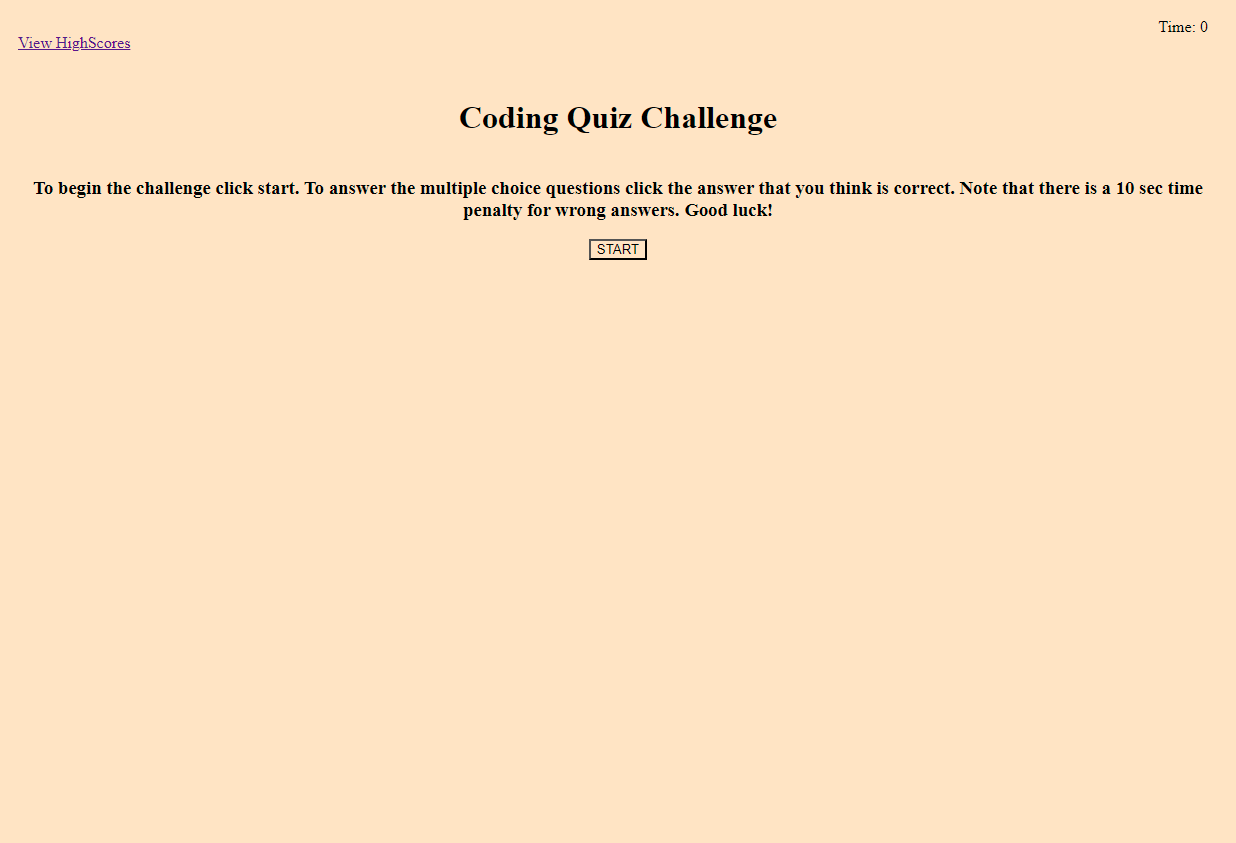 Time: 0
View HighScores
Coding Quiz Challenge
To begin the challenge click start. To answer the multiple choice questions click the answer that you think is correct. Note that there is a 10 sec time
penalty for wrong answers. Good luck!
START